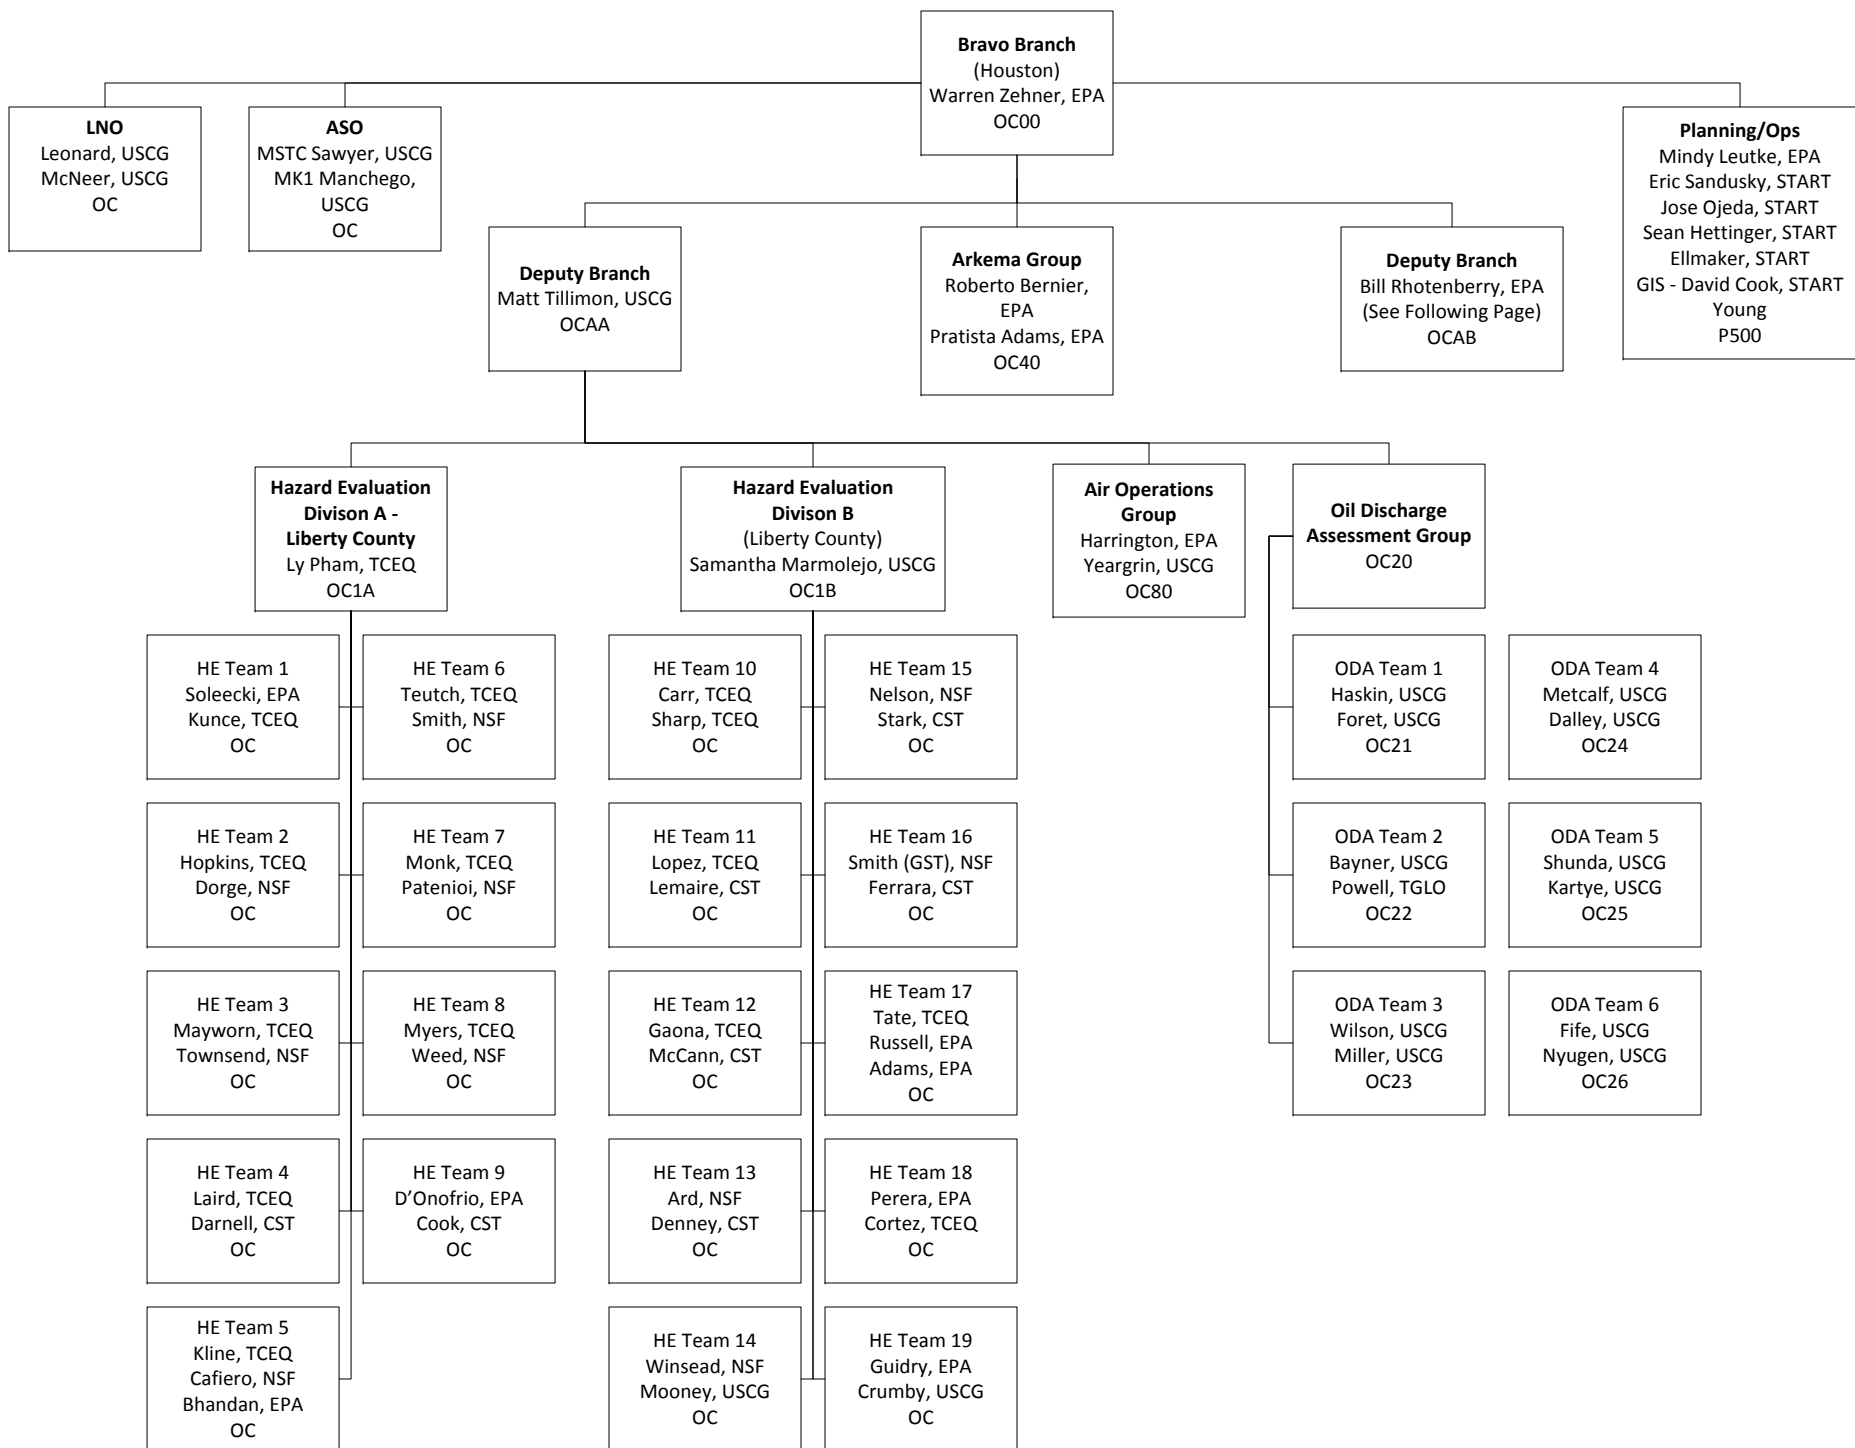 Bravo Branch
(Houston)
Warren Zehner, EPA
OC00
LNO
Leonard, USCG
McNeer, USCG
OC
ASO
MSTC Sawyer, USCG
MK1 Manchego,
USCG
OC
Planning/Ops
Mindy Leutke, EPA
Eric Sandusky, START
Jose Ojeda, START
Sean Hettinger, START
Ellmaker, START
GIS - David Cook, START
Young
P500
Deputy Branch
Matt Tillimon, USCG
OCAA
Arkema Group
Roberto Bernier,
EPA
Pratista Adams, EPA
OC40
Deputy Branch
Bill Rhotenberry, EPA
(See Following Page)
OCAB
Hazard Evaluation
Divison A -
Liberty County
Ly Pham, TCEQ
OC1A
Hazard Evaluation
Divison B
(Liberty County)
Samantha Marmolejo, USCG
OC1B
Air Operations
Group
Harrington, EPA
Yeargrin, USCG
OC80
Oil Discharge
Assessment Group
OC20
HE Team 1
Soleecki, EPA
Kunce, TCEQ
OC
HE Team 6
Teutch, TCEQ
Smith, NSF
OC
HE Team 10
Carr, TCEQ
Sharp, TCEQ
OC
HE Team 15
Nelson, NSF
Stark, CST
OC
ODA Team 1
Haskin, USCG
Foret, USCG
OC21
ODA Team 4
Metcalf, USCG
Dalley, USCG
OC24
HE Team 2
Hopkins, TCEQ
Dorge, NSF
OC
HE Team 7
Monk, TCEQ
Patenioi, NSF
OC
HE Team 11
Lopez, TCEQ
Lemaire, CST
OC
HE Team 16
Smith (GST), NSF
Ferrara, CST
OC
ODA Team 2
Bayner, USCG
Powell, TGLO
OC22
ODA Team 5
Shunda, USCG
Kartye, USCG
OC25
HE Team 3
Mayworn, TCEQ
Townsend, NSF
OC
HE Team 8
Myers, TCEQ
Weed, NSF
OC
HE Team 12
Gaona, TCEQ
McCann, CST
OC
HE Team 17
Tate, TCEQ
Russell, EPA
Adams, EPA
OC
ODA Team 3
Wilson, USCG
Miller, USCG
OC23
ODA Team 6
Fife, USCG
Nyugen, USCG
OC26
HE Team 4
Laird, TCEQ
Darnell, CST
OC
HE Team 9
D’Onofrio, EPA
Cook, CST
OC
HE Team 13
Ard, NSF
Denney, CST
OC
HE Team 18
Perera, EPA
Cortez, TCEQ
OC
HE Team 5
Kline, TCEQ
Cafiero, NSF
Bhandan, EPA
OC
HE Team 14
Winsead, NSF
Mooney, USCG
OC
HE Team 19
Guidry, EPA
Crumby, USCG
OC